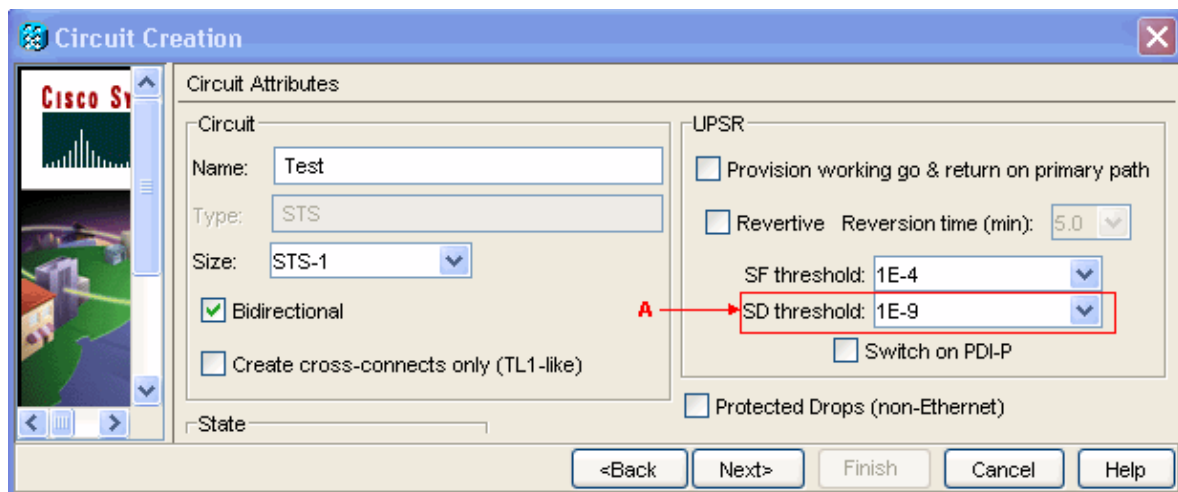 Circuit Creation
CISCO SY
Circuit Attributes
Circuit
Name: Test
Type: STS
Size: STS-1
Bidirectional
Create cross-connects only (TL1-like)
State
UPSR
Provision working go & return on primary path
Revertive Reversion time (min): 5.0
SF threshold: 1E-4
A SD threshold: 1E-9
Switch on PDI-P
Protected Drops (non-Ethernet)
<Back Next> Finish Cancel Help